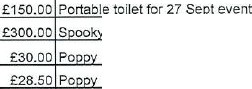 £150.00 Portable toilet for 27 Sept event
£300.00 Spooky
£30.00 Poppy
£28.50 Poppy